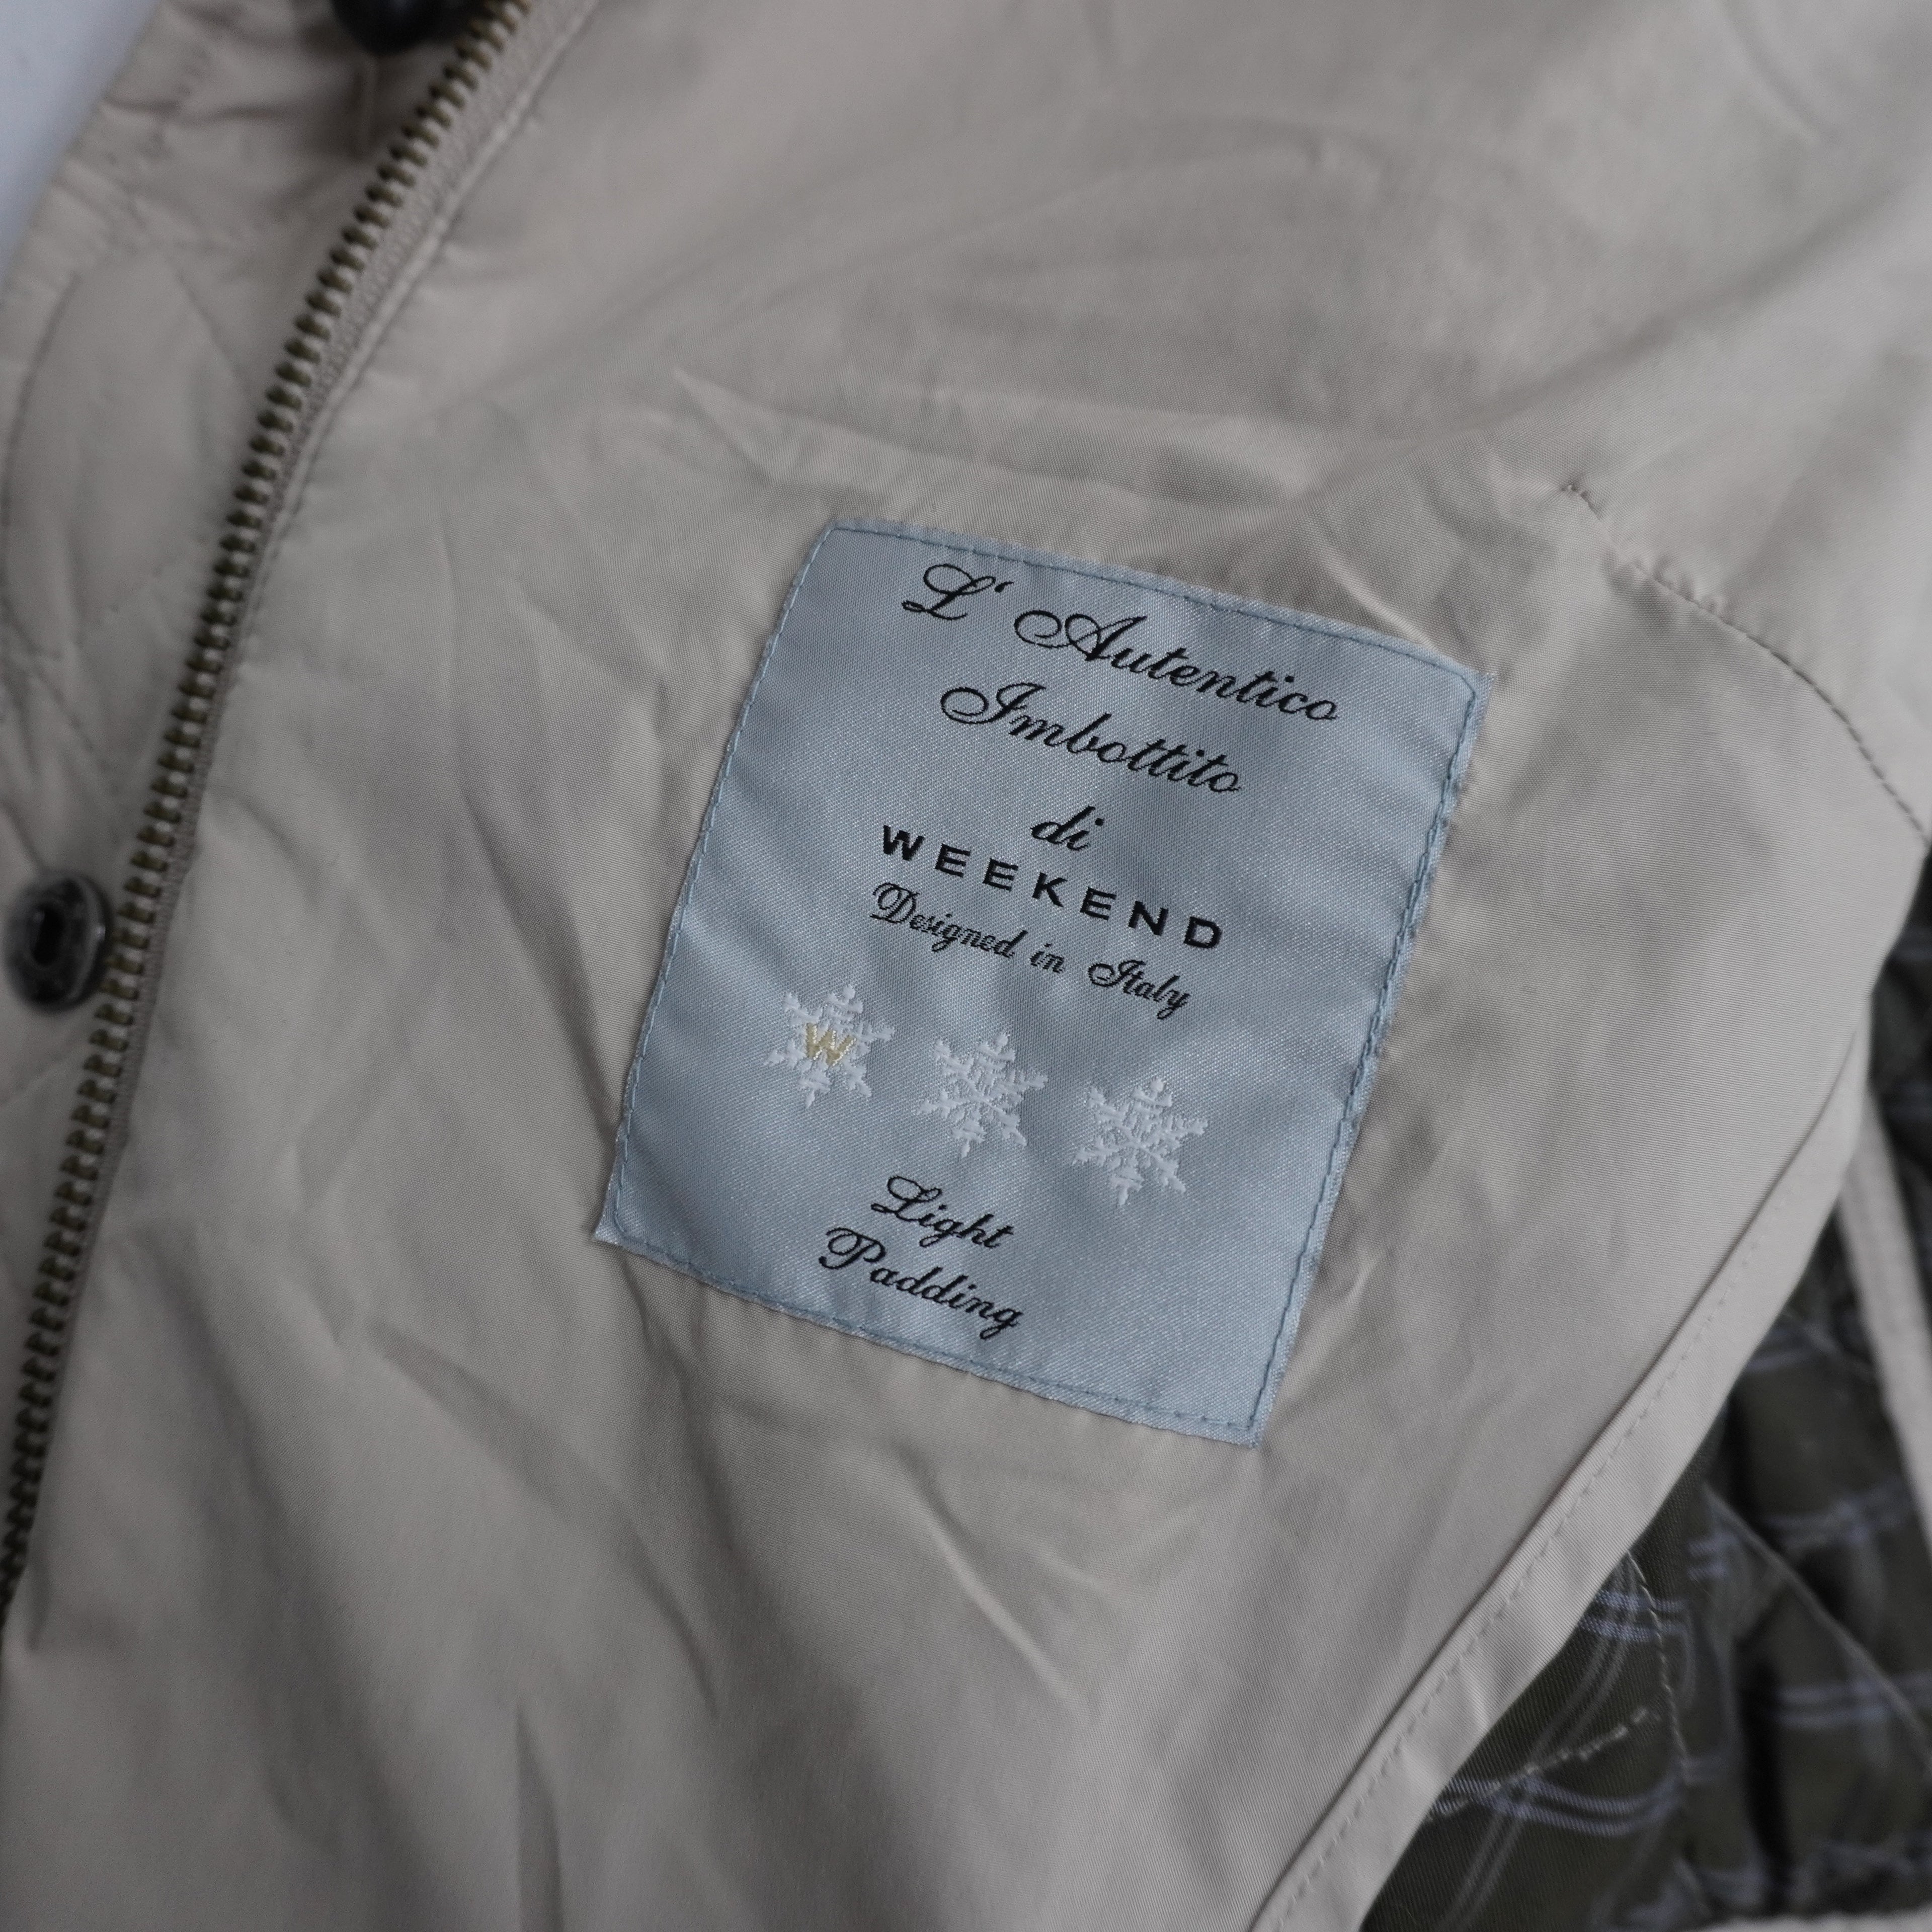 L' Autentico
Imbottito
di
WEEKEND
Designed in Italy
W
Light
Padding